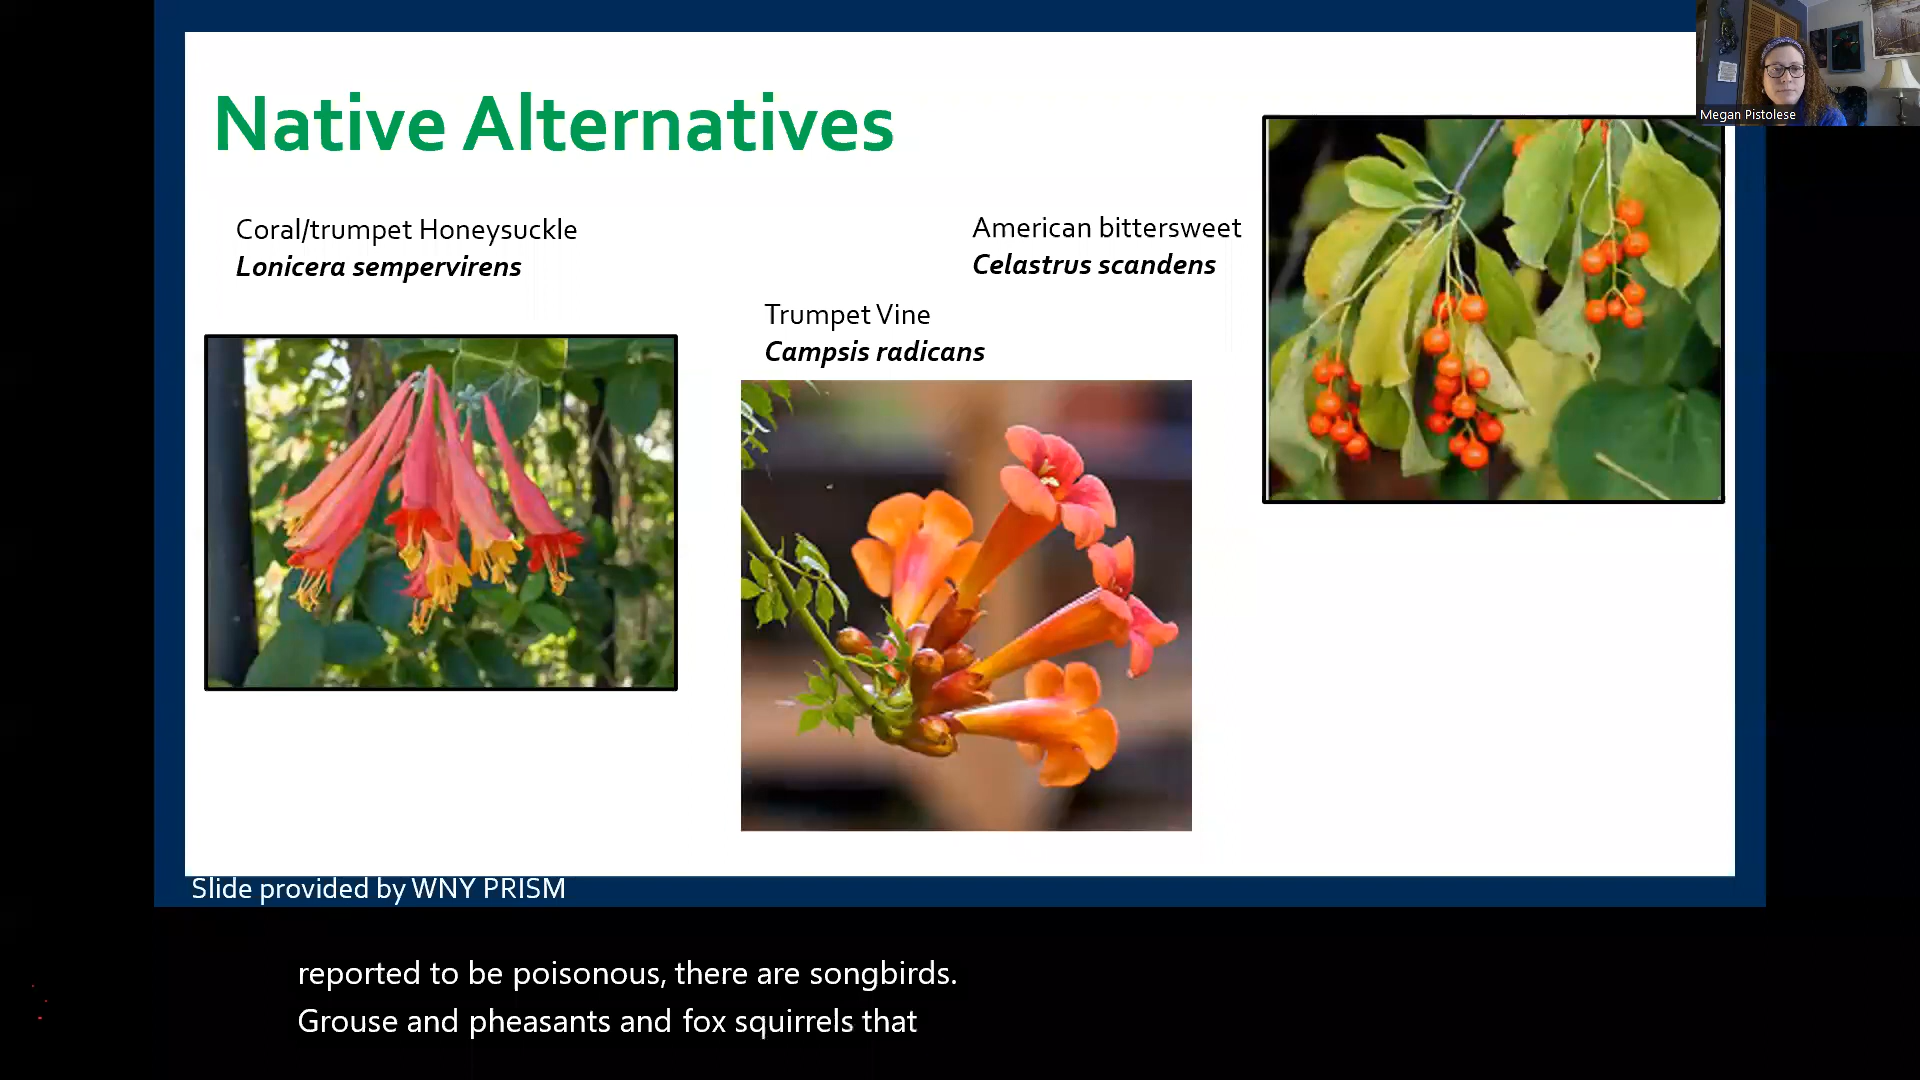 Native Alternatives
Coral/trumpet Honeysuckle
Lonicera sempervirens
Trumpet Vine
Campsis radicans
American bittersweet
Celastrus scandens
Megan Pistolese
Slide provided by WNY PRISM
reported to be poisonous, there are songbirds.
Grouse and pheasants and fox squirrels that